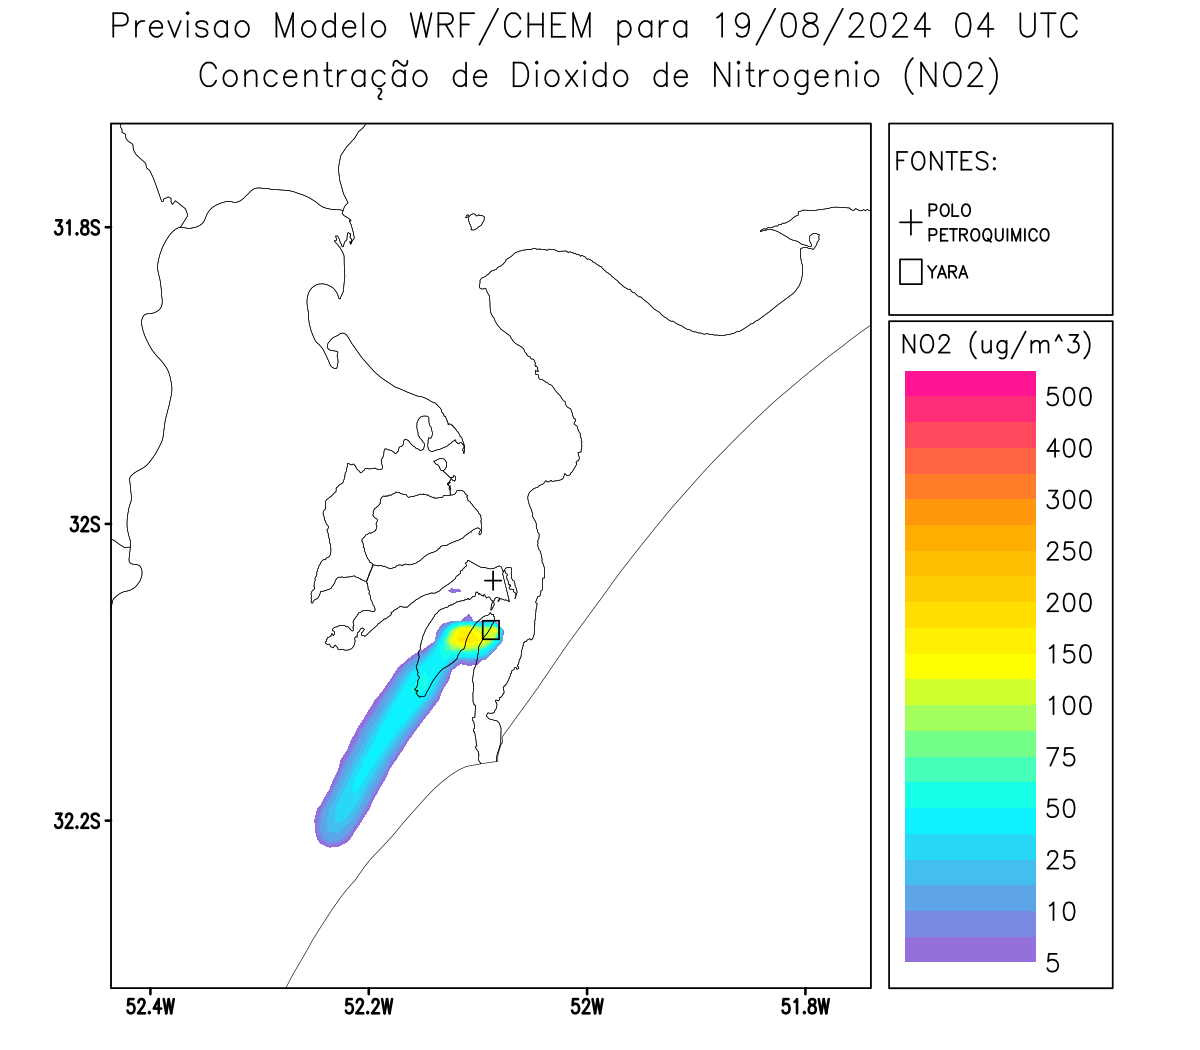 Previsao Modelo WRF/CHEM para 19/08/2024 04 UTC
Concentração de Dioxido de Nitrogenio (NO2)
FONTES:
POLO
PETROQUIMICO
YARA
NO2 (ug/m^3)
500
400
300
250
200
150
100
75
50
25
10
5
31.8S
32S
32.2S
52.4W 52.2W 52W 51.8W